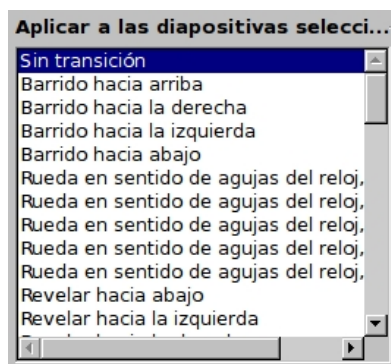 Aplicar a las diapositivas selecci...
Sin transición
Barrido hacia arriba
Barrido hacia la derecha
Barrido hacia la izquierda
Barrido hacia abajo
Rueda en sentido de agujas del reloj,
Rueda en sentido de agujas del reloj,
Rueda en sentido de agujas del reloj,
Rueda en sentido de agujas del reloj,
Rueda en sentido de agujas del reloj,
Revelar hacia abajo
Revelar hacia la izquierda